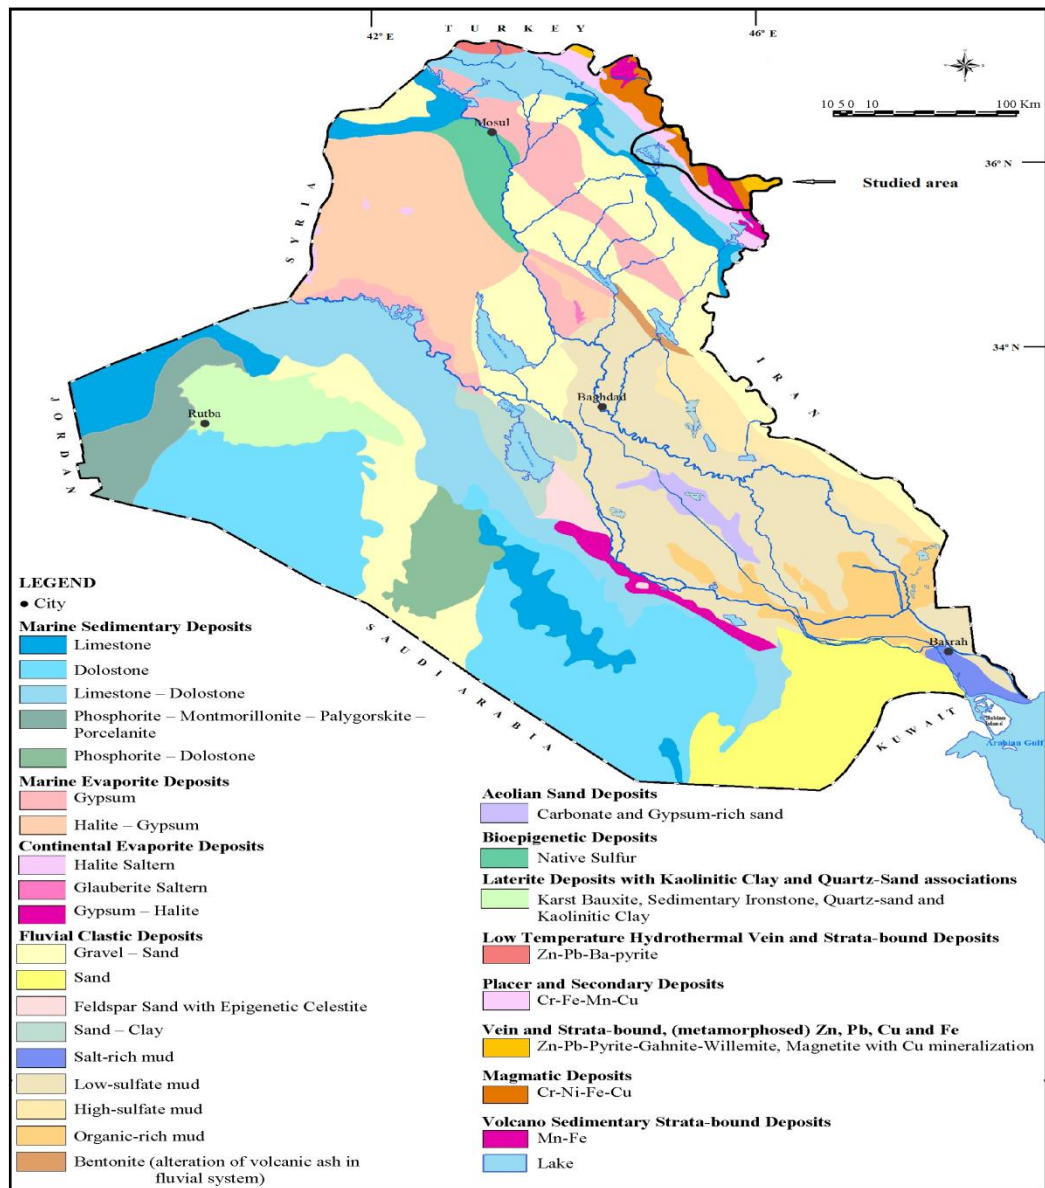 42° E
T U R K E Y
46° E
10 5 0 10 100 Km
Mosul
36° N
Studied area
SYRIA
34° N
IRAN
Baghdad
Rutba
JORDAN
SAUDI ARABIA
Basrah
KUWAIT
Bubian
Island
Arabian Gulf
LEGEND
City
Marine Sedimentary Deposits
Limestone
Dolostone
Limestone – Dolostone
Phosphorite – Montmorillonite – Palygorskite –
Porcelanite
Phosphorite – Dolostone
Marine Evaporite Deposits
Gypsum
Halite – Gypsum
Continental Evaporite Deposits
Halite Saltern
Glauberite Saltern
Gypsum – Halite
Fluvial Clastic Deposits
Gravel – Sand
Sand
Feldspar Sand with Epigenetic Celestite
Sand – Clay
Salt-rich mud
Low-sulfate mud
High-sulfate mud
Organic-rich mud
Bentonite (alteration of volcanic ash in
fluvial system)
Aeolian Sand Deposits
Carbonate and Gypsum-rich sand
Bioepigenetic Deposits
Native Sulfur
Laterite Deposits with Kaolinitic Clay and Quartz-Sand associations
Karst Bauxite, Sedimentary Ironstone, Quartz-sand and
Kaolinitic Clay
Low Temperature Hydrothermal Vein and Strata-bound Deposits
Zn-Pb-Ba-pyrite
Placer and Secondary Deposits
Cr-Fe-Mn-Cu
Vein and Strata-bound, (metamorphosed) Zn, Pb, Cu and Fe
Zn-Pb-Pyrite-Gahnite-Willemite, Magnetite with Cu mineralization
Magmatic Deposits
Cr-Ni-Fe-Cu
Volcano Sedimentary Strata-bound Deposits
Mn-Fe
Lake